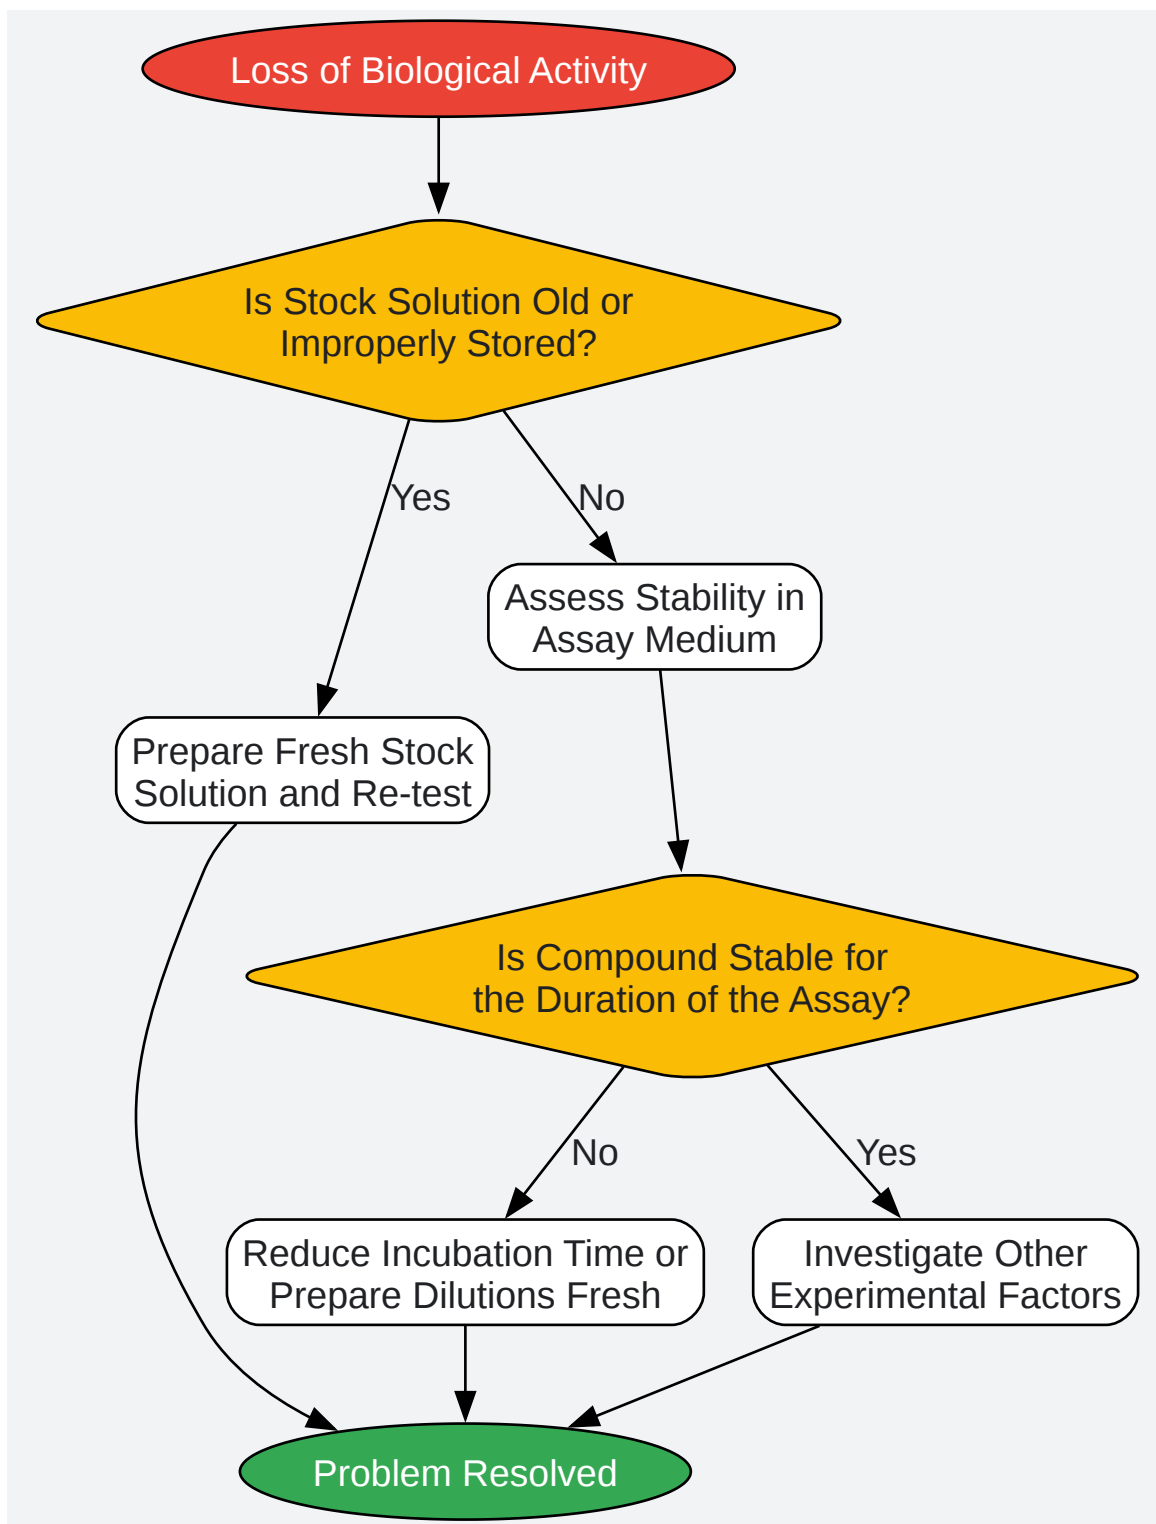 Loss of Biological Activity
Is Stock Solution Old or
Improperly Stored?
Yes
No
Assess Stability in
Assay Medium
Prepare Fresh Stock
Solution and Re-test
Is Compound Stable for
the Duration of the Assay?
No
Yes
Reduce Incubation Time or
Prepare Dilutions Fresh
Investigate Other
Experimental Factors
Problem Resolved